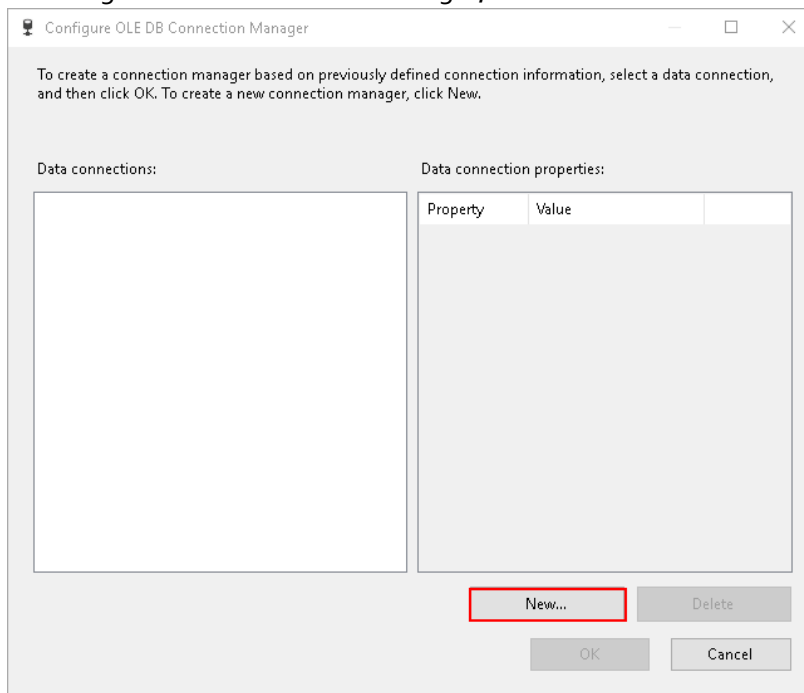 Configure OLE DB Connection Manager
To create a connection manager based on previously defined connection information, select a data connection,
and then click OK. To create a new connection manager, click New.
Data connections:
Data connection properties:
Property Value
New...
Delete
OK
Cancel